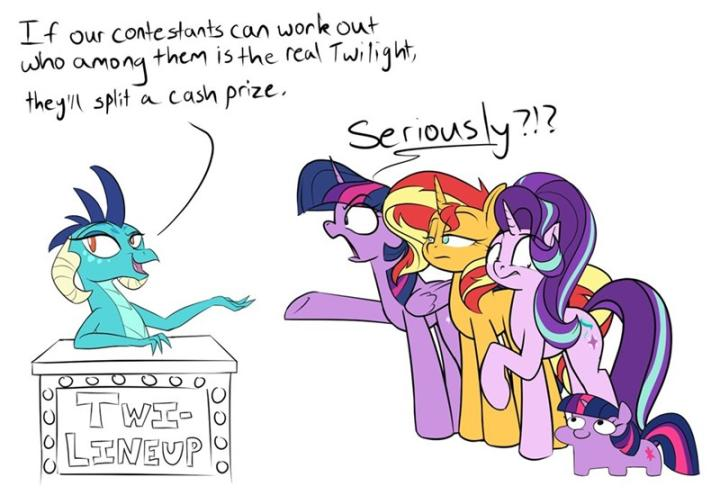 If our contestants can work out
who among them is the real Twilight,
they'll split a cash prize.
Seriously?!?
TWI-
LINEUP